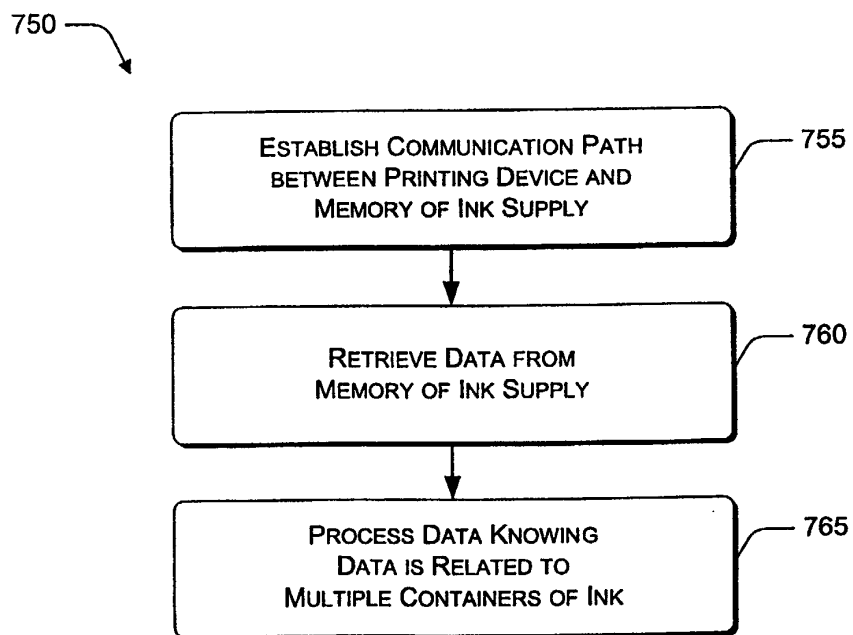 750
ESTABLISH COMMUNICATION PATH
BETWEEN PRINTING DEVICE AND
MEMORY OF INK SUPPLY
755
RETRIEVE DATA FROM
MEMORY OF INK SUPPLY
760
PROCESS DATA KNOWING
DATA IS RELATED TO
MULTIPLE CONTAINERS OF INK
765